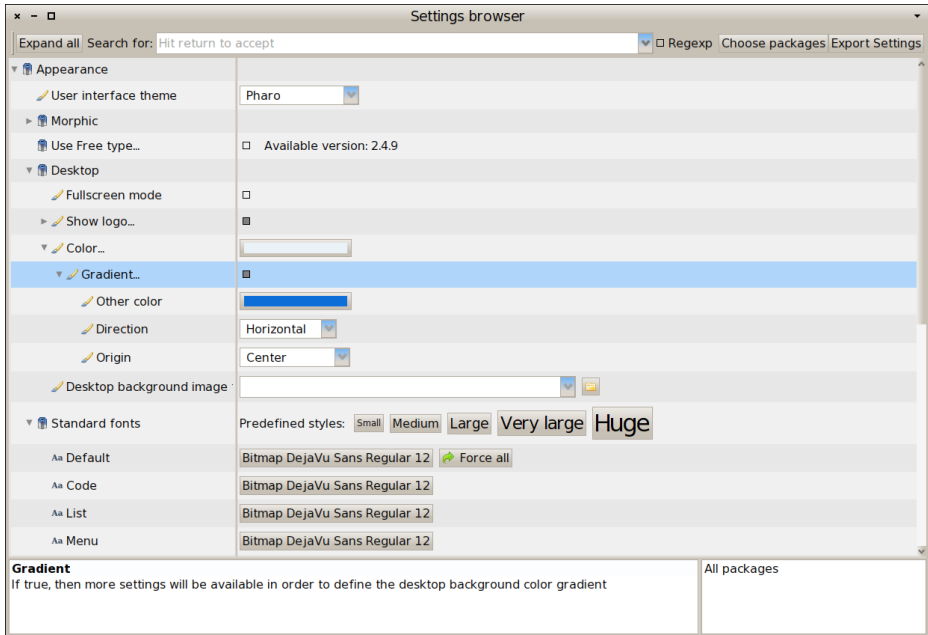 Settings browser
Expand all Search for: Hit return to accept Regexp Choose packages Export Settings
Appearance
User interface theme Pharo
Morphic
Use Free type... Available version: 2.4.9
Desktop
Fullscreen mode
Show logo...
Color...
Gradient...
Other color
Direction Horizontal
Origin Center
Desktop background image
Standard fonts Predefined styles: Small Medium Large Very large Huge
Aa Default Bitmap DejaVu Sans Regular 12 Force all
Aa Code Bitmap DejaVu Sans Regular 12
Aa List Bitmap DejaVu Sans Regular 12
Aa Menu Bitmap DejaVu Sans Regular 12
Gradient
If true, then more settings will be available in order to define the desktop background color gradient
All packages